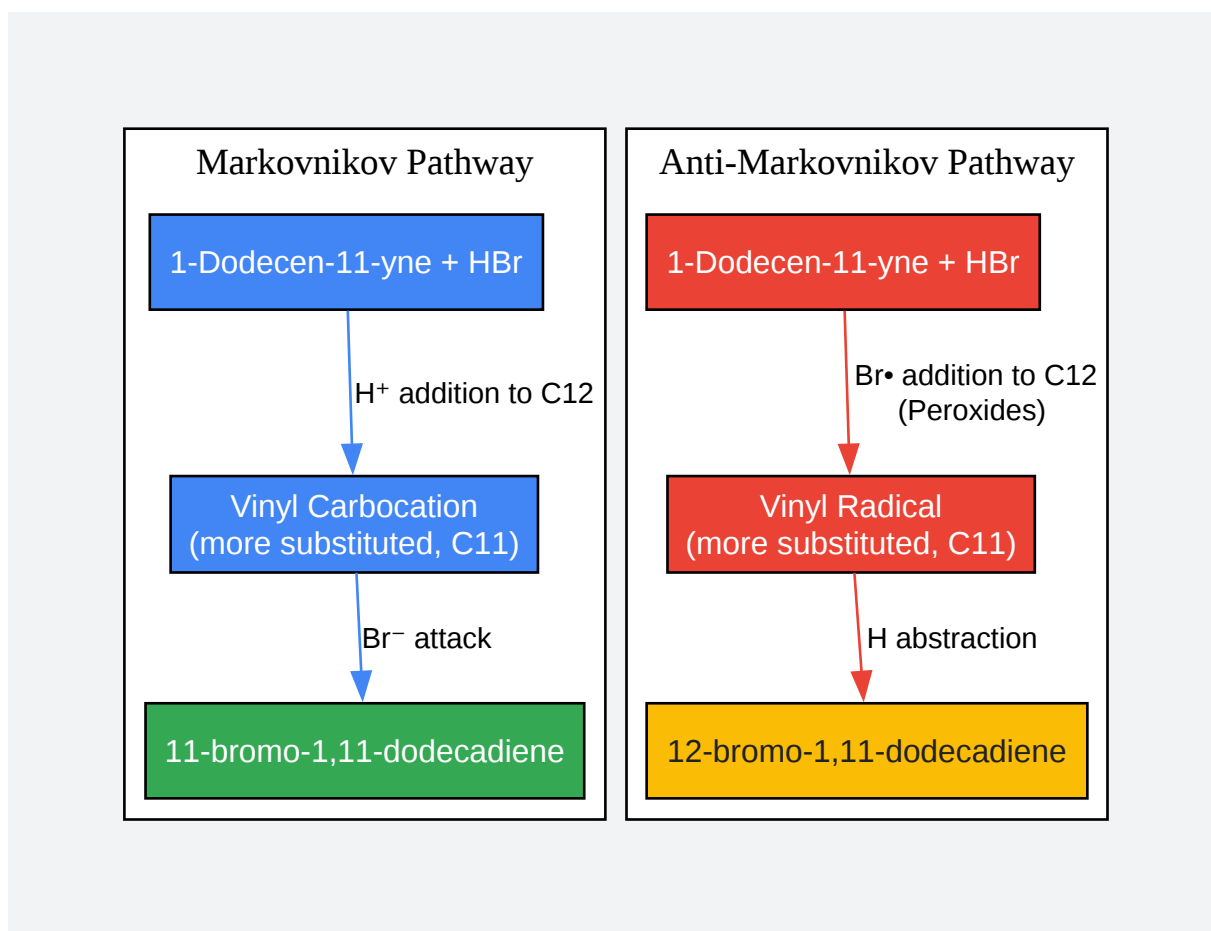 Markovnikov Pathway
1-Dodecen-11-yne + HBr
H⁺ addition to C12
Vinyl Carbocation
(more substituted, C11)
Br⁻ attack
11-bromo-1,11-dodecadiene
Anti-Markovnikov Pathway
1-Dodecen-11-yne + HBr
Br• addition to C12
(Peroxides)
Vinyl Radical
(more substituted, C11)
H abstraction
12-bromo-1,11-dodecadiene